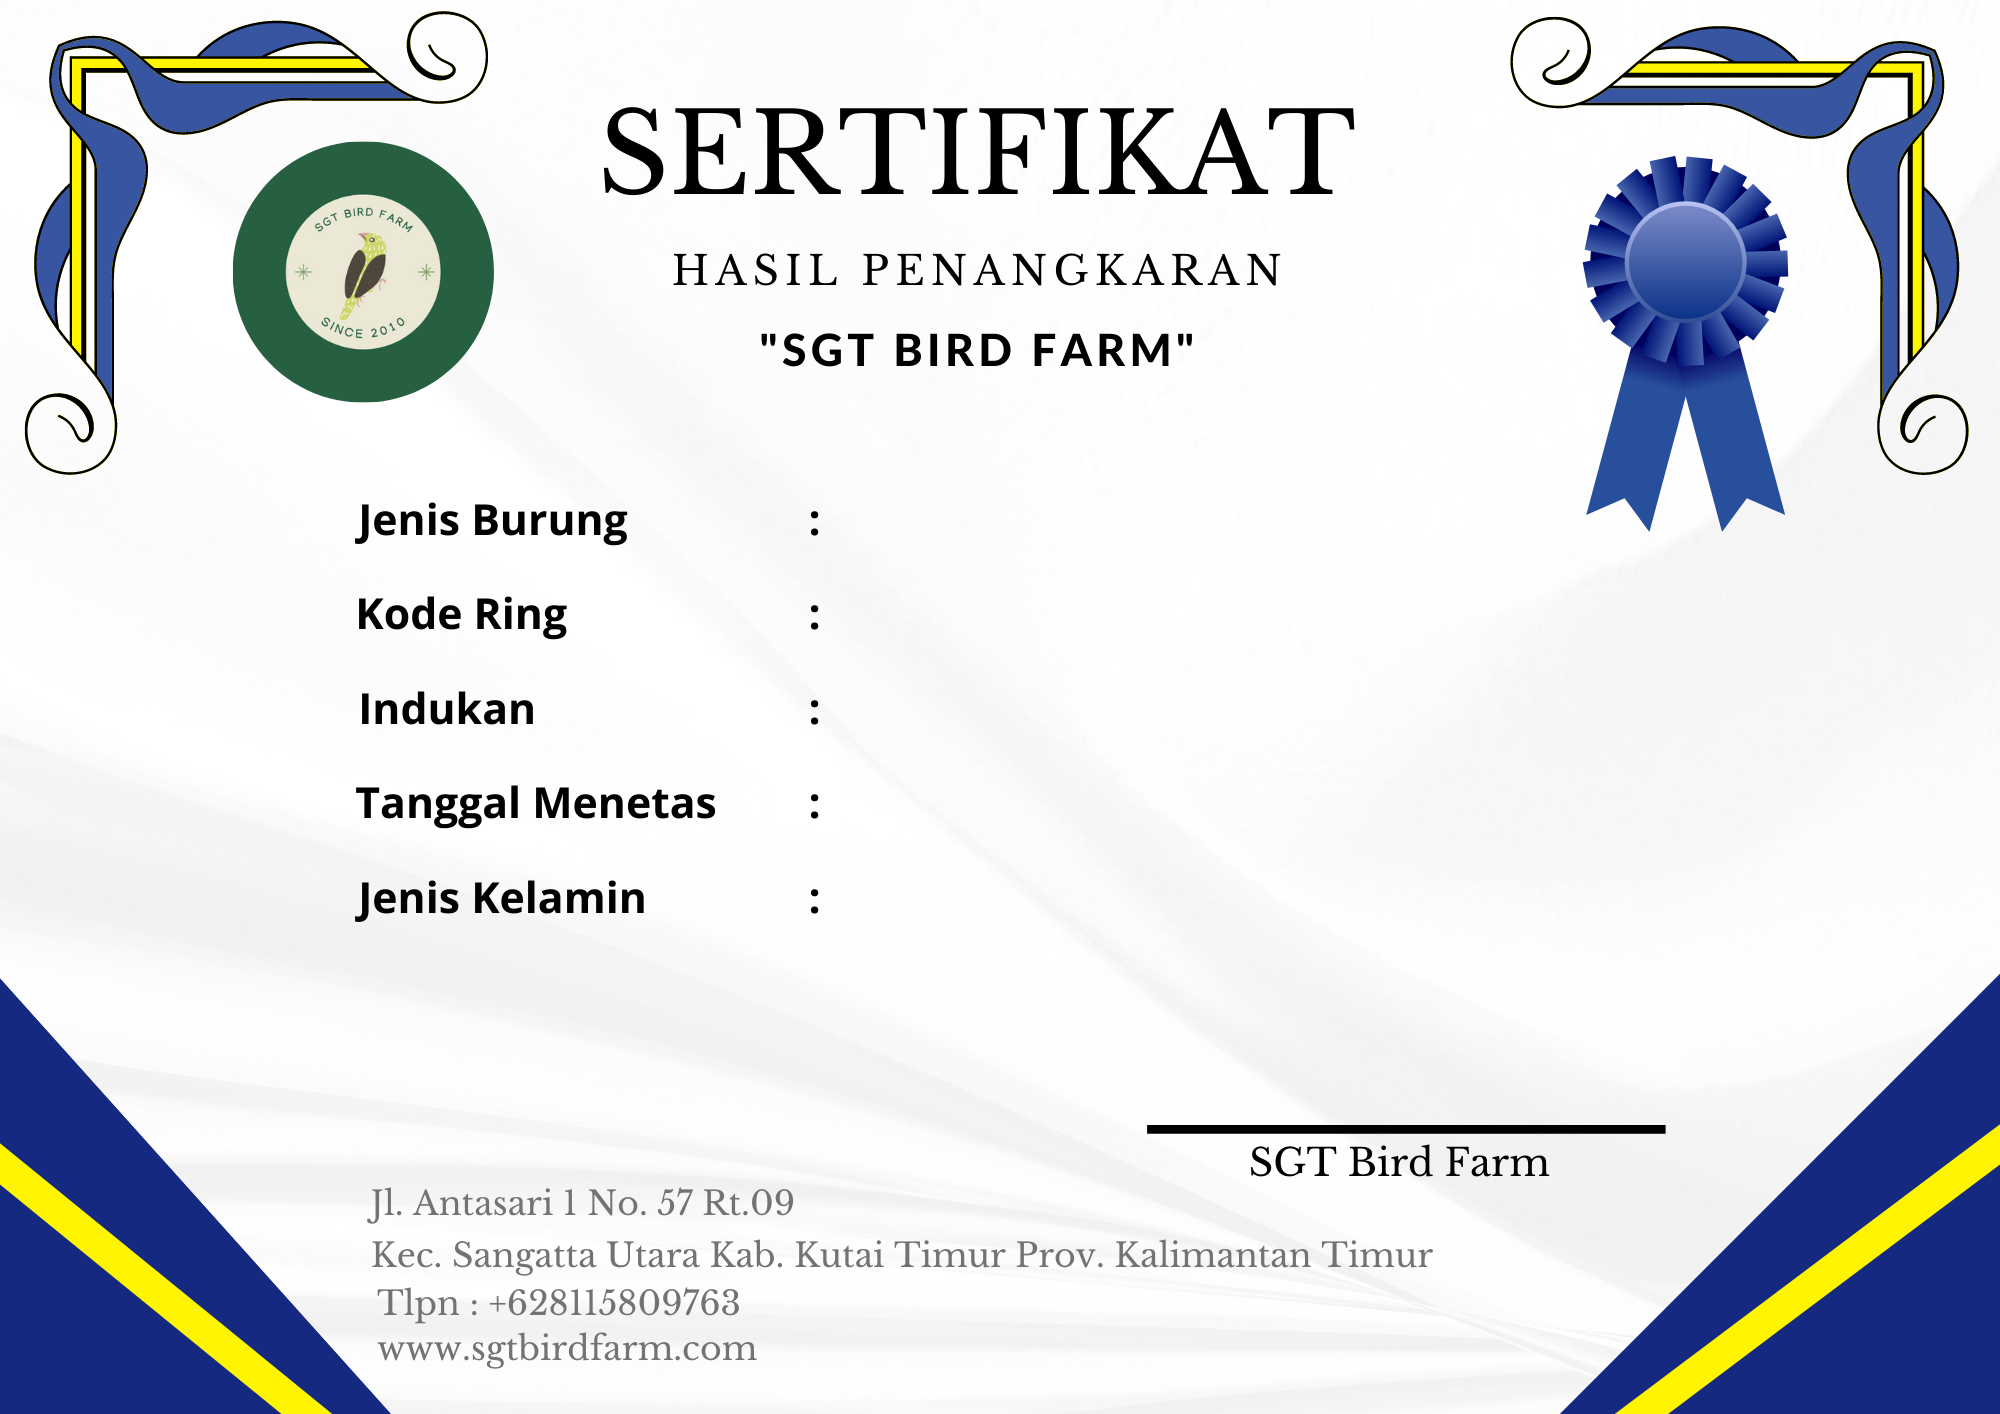 SERTIFIKAT
HASIL PENANGKARAN
"SGT BIRD FARM"
SGT BIRD FARM
SINCE 2010
Jenis Burung :
Kode Ring :
Indukan :
Tanggal Menetas :
Jenis Kelamin :
SGT Bird Farm
Jl. Antasari 1 No. 57 Rt.09
Kec. Sangatta Utara Kab. Kutai Timur Prov. Kalimantan Timur
Tlpn : +628115809763
www.sgtbirdfarm.com